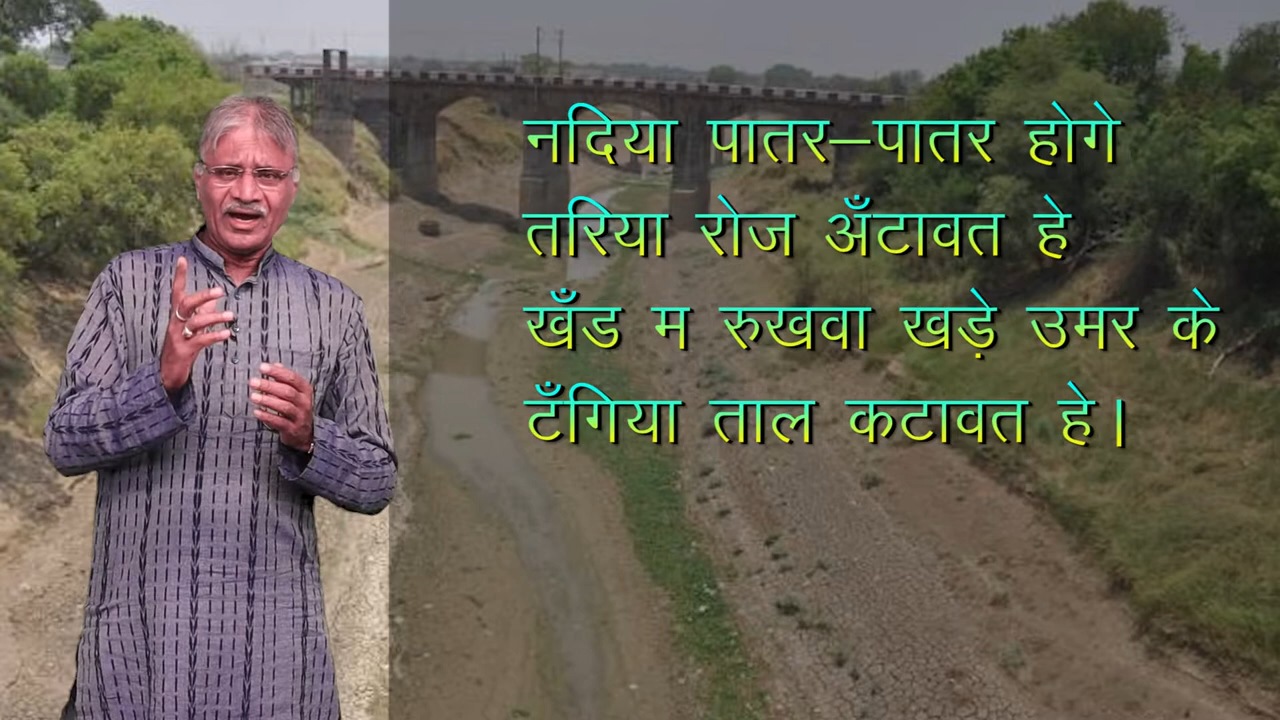 नदिया पातर–पातर होगे
तरिया रोज अँटावत हे
खँड म रुखवा खड़े उमर के
टँगिया ताल कटावत हे।